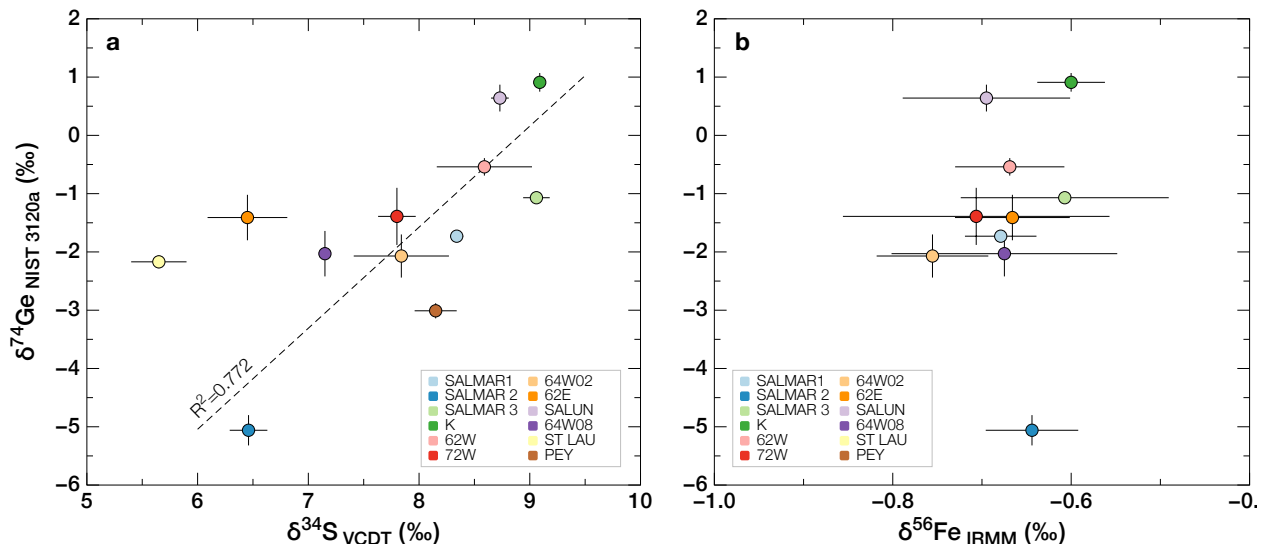 a
2
1
0
−1
−2
−3
−4
−5
−6
δ74Ge NIST 3120a (‰)
R2=0.772
SALMAR1
SALMAR 2
SALMAR 3
K
62W
72W
64W02
62E
SALUN
64W08
ST LAU
PEY
5
6
7
8
9
10
δ34S VCDT (‰)
b
2
1
0
−1
−2
−3
−4
−5
−6
SALMAR1
SALMAR 2
SALMAR 3
K
62W
72W
64W02
62E
SALUN
64W08
ST LAU
PEY
−1.0
−0.8
−0.6
−0.
δ56Fe IRMM (‰)